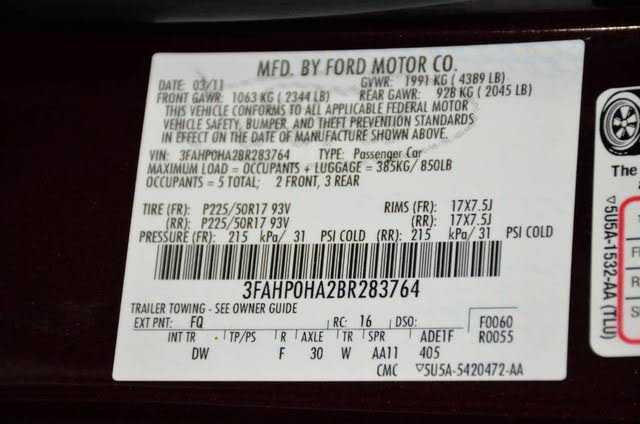 MFD. BY FORD MOTOR CO.
DATE: 03/11 GVWR: 1991 KG ( 4389 LB)
FRONT GAWR: 1063 KG ( 2344 LB) REAR GAWR: 928 KG ( 2045 LB)
THIS VEHICLE CONFORMS TO ALL APPLICABLE FEDERAL MOTOR
VEHICLE SAFETY, BUMPER, AND THEFT PREVENTION STANDARDS
IN EFFECT ON THE DATE OF MANUFACTURE SHOWN ABOVE.
VIN: 3FAHP0HA2BR283764 TYPE: Passenger Car
MAXIMUM LOAD = OCCUPANTS + LUGGAGE = 385KG/ 850LB
OCCUPANTS = 5 TOTAL; 2 FRONT, 3 REAR
TIRE (FR): P225/50R17 93V RIMS (FR): 17X7.5J
(RR): P225/50R17 93V (RR): 17X7.5J
PRESSURE (FR): 215 kPa/ 31 PSI COLD (RR): 215 kPa/ 31 PSI COLD
3FAHP0HA2BR283764
TRAILER TOWING - SEE OWNER GUIDE
EXT PNT: FQ RC: 16 DSO: F0060
INT TR TP/PS R AXLE TR SPR ADE1F R0055
DW F 30 W AA11 405
CMC ▽5U5A-5420472-AA
The
▽5U5A-1532-AA (TLU)